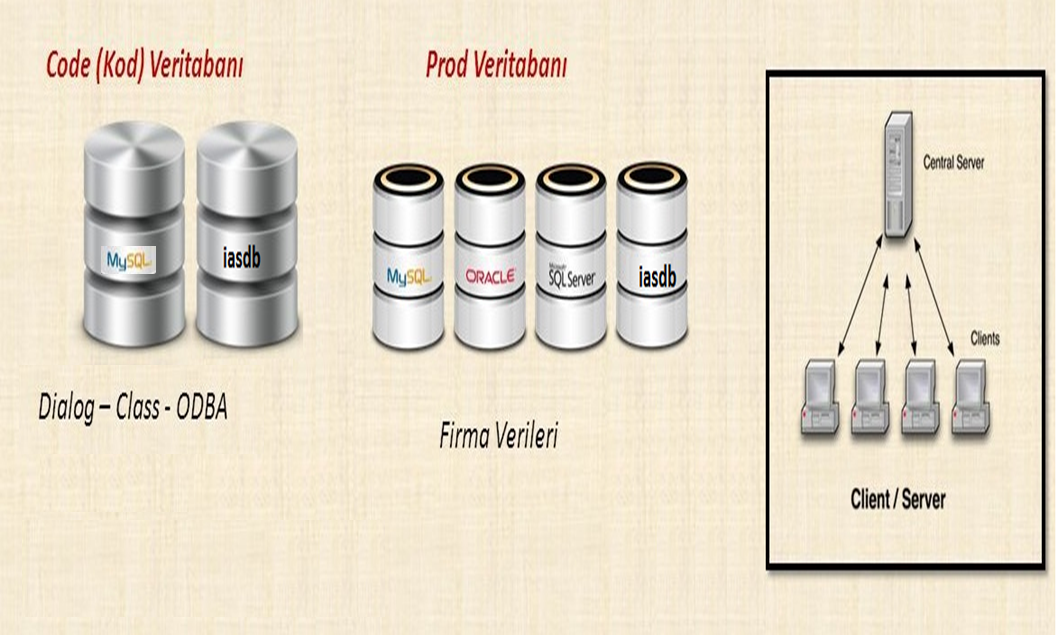 Code (Kod) Veritabanı
MySQL
iasdb
Dialog – Class - ODBA
Prod Veritabanı
MySQL
ORACLE
Microsoft
SQL Server
iasdb
Firma Verileri
Central Server
Clients
Client / Server